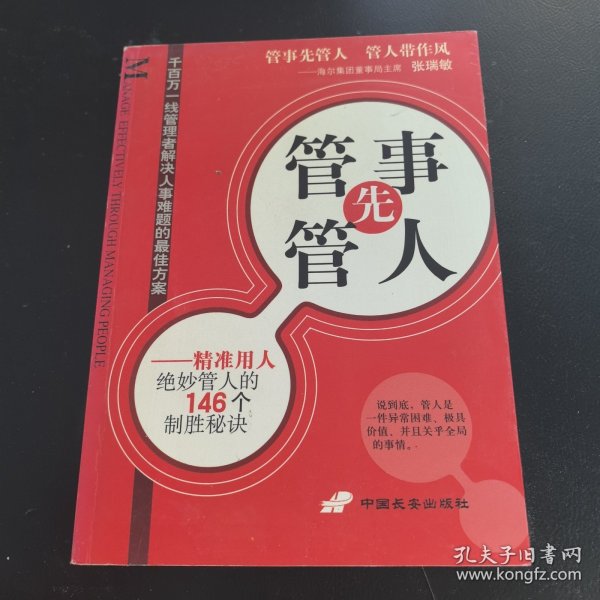 管事先管人 管人带作风
——海尔集团董事局主席 张瑞敏
千百万一线管理者解决人事难题的最佳方案
MANAGE EFFECTIVELY THROUGH MANAGING PEOPLE
管事
先
管人
——精准用人
绝妙管人的
146个
制胜秘诀
说到底，管人是
一件异常困难、极具
价值、并且关乎全局
的事情。
中国长安出版社
孔夫子旧书网
www.kongfz.com